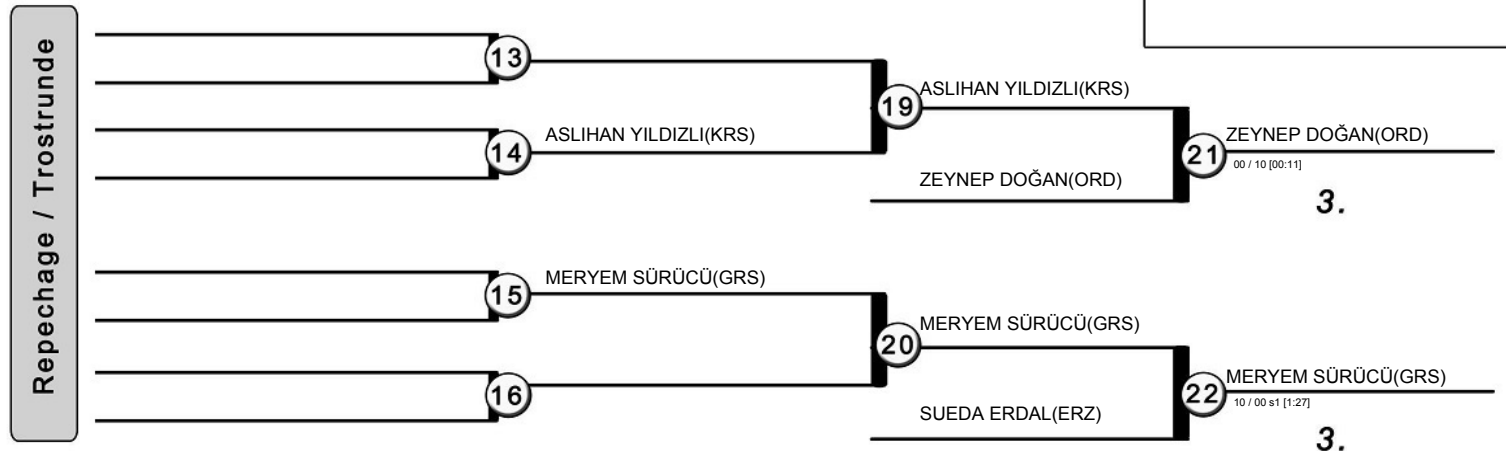 Repechage / Trostrunde
13
14
ASLIHAN YILDIZLI(KRS)
19
ASLIHAN YILDIZLI(KRS)
ZEYNEP DOĞAN(ORD)
21
ZEYNEP DOĞAN(ORD)
00 / 10 [00:11]
3.
15
MERYEM SÜRÜCÜ(GRS)
16
20
MERYEM SÜRÜCÜ(GRS)
SUEDA ERDAL(ERZ)
22
MERYEM SÜRÜCÜ(GRS)
10 / 00 s1 [1:27]
3.